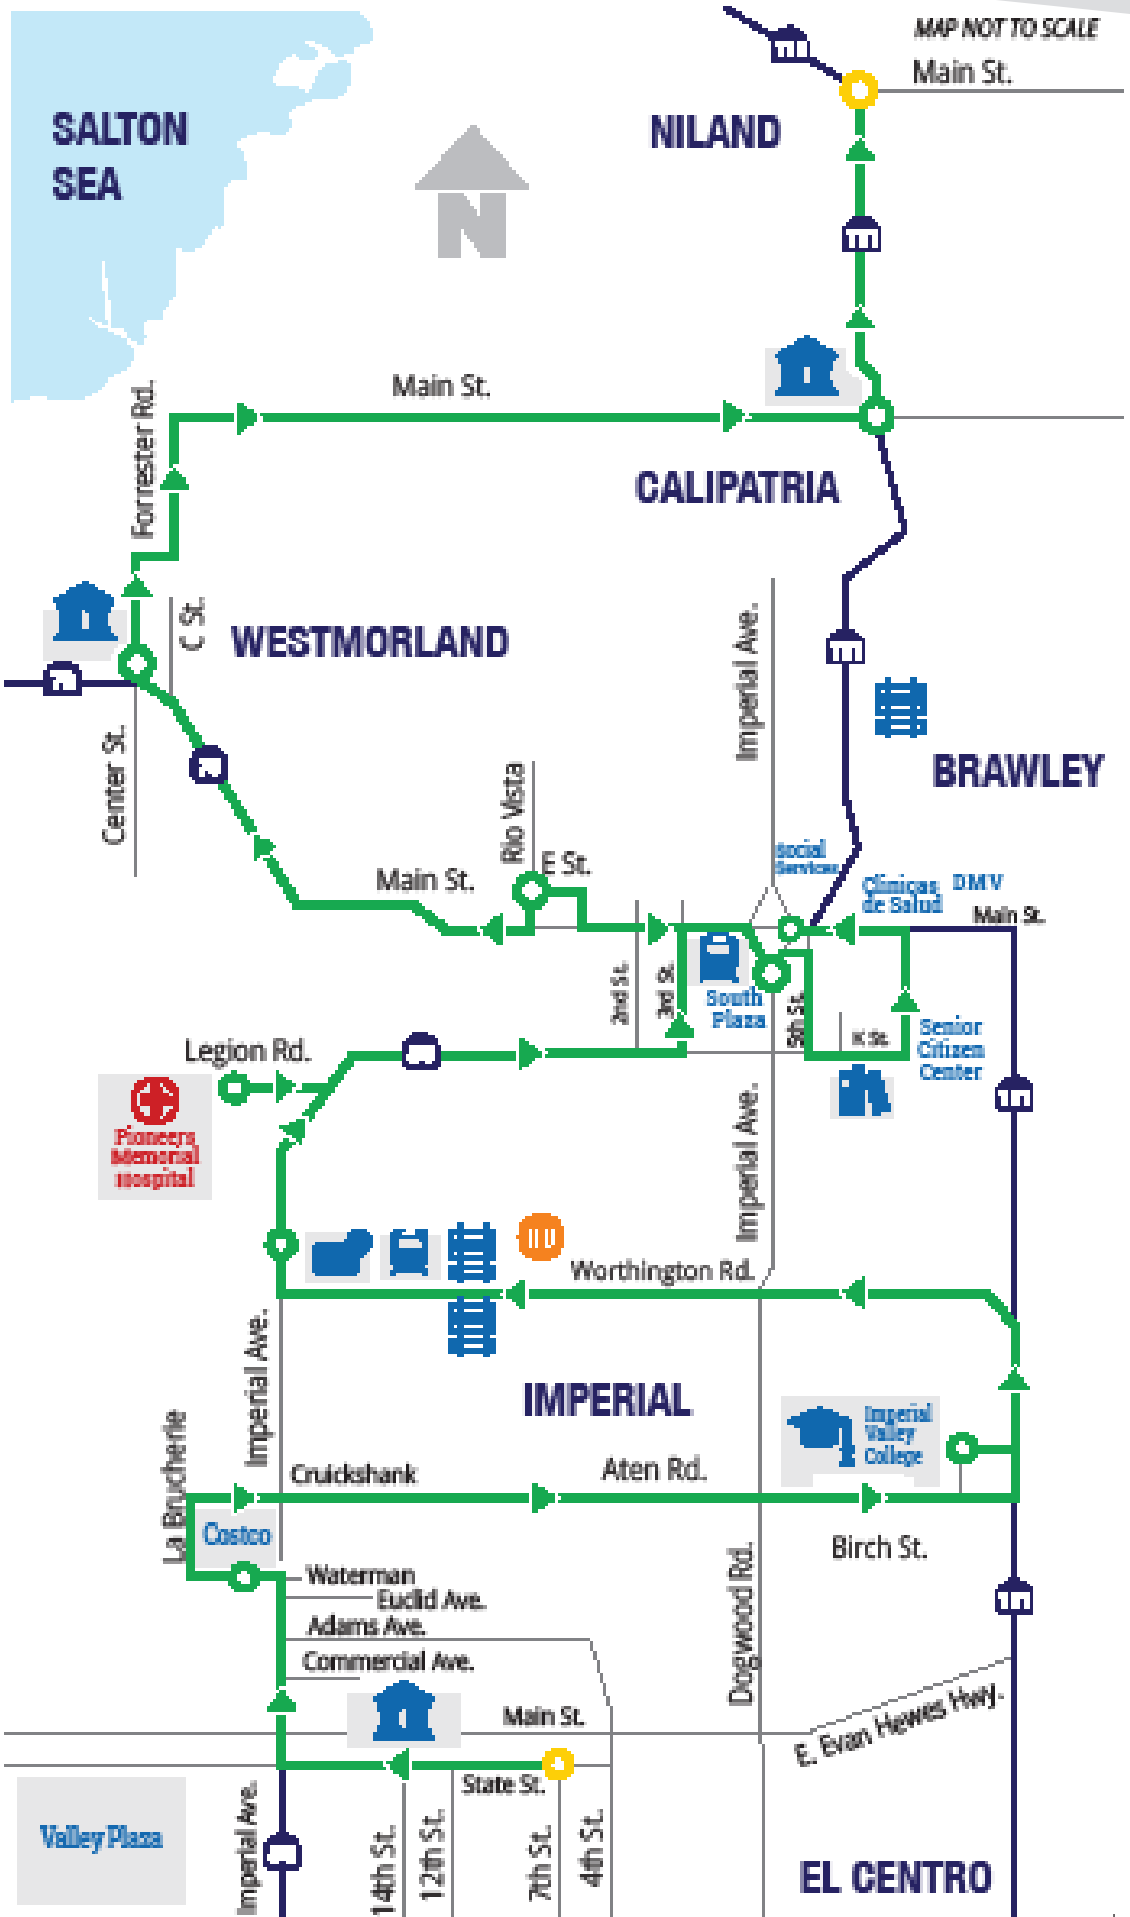 MAP NOT TO SCALE
Main St.
SALTON
SEA
NILAND
N
Main St.
Forrester Rd.
CALIPATRIA
C St.
WESTMORLAND
Imperial Ave.
Center St.
BRAWLEY
Rio Vista
E St.
Main St.
Social
Services
Clinicas
de Salud
DMV
Main St.
2nd St.
3rd St.
South
Plaza
5th St.
K St.
Senior
Citizen
Center
Legion Rd.
Pioneers
Memorial
Hospital
Imperial Ave.
Worthington Rd.
Imperial Ave.
IMPERIAL
Imperial
Valley
College
La Brucherie
Cruickshank
Aten Rd.
Costco
Birch St.
Waterman
Euclid Ave.
Adams Ave.
Commercial Ave.
Dogwood Rd.
Main St.
E. Evan Hewes Hwy.
State St.
Valley Plaza
Imperial Ave.
14th St.
12th St.
7th St.
4th St.
EL CENTRO